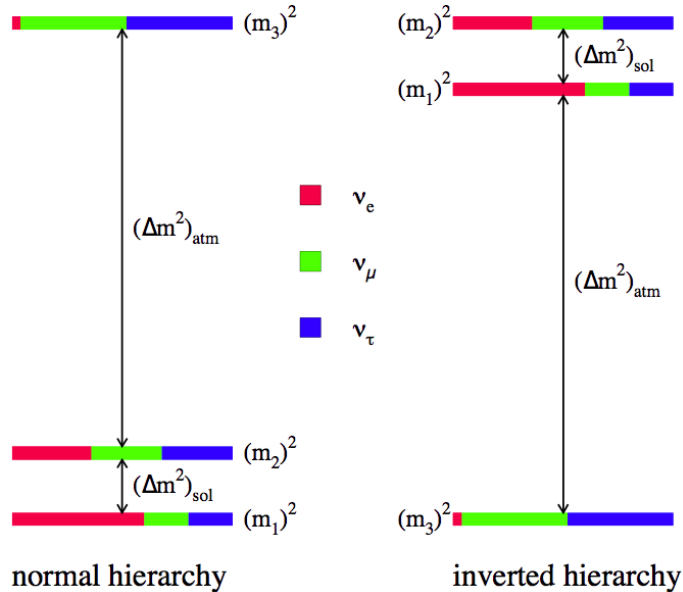 (m₃)²
(Δm²)atm
(m₂)²
(Δm²)sol
(m₁)²
normal hierarchy
νe
νμ
ντ
(m₂)²
(Δm²)sol
(m₁)²
(Δm²)atm
(m₃)²
inverted hierarchy